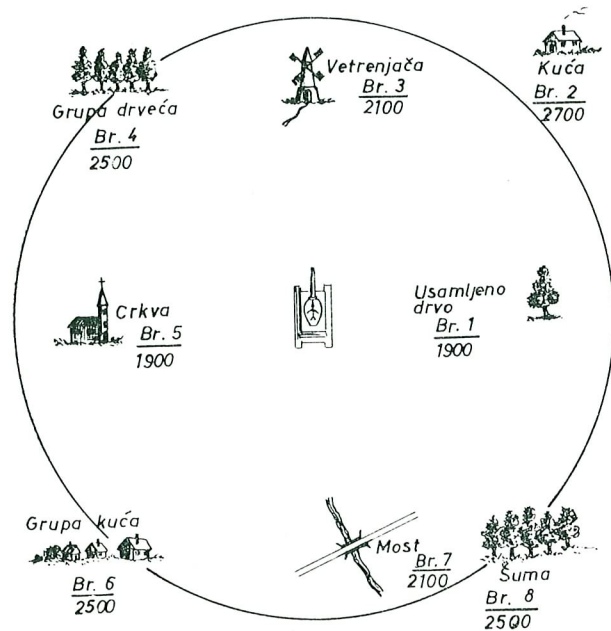 Vetrenjača
Br. 3
2100
Kuća
Br. 2
2700
Grupa drveća
Br. 4
2500
Crkva
Br. 5
1900
Usamljeno
drvo
Br. 1
1900
Grupa kuća
Br. 6
2500
Most
Br. 7
2100
Šuma
Br. 8
2500